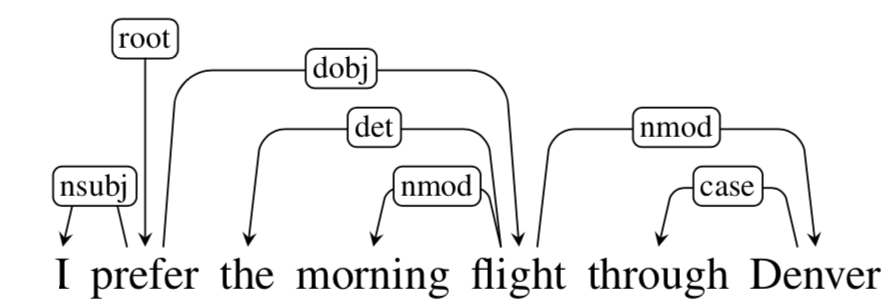 root
dobj
det
nmod
nsubj
nmod
case
I prefer the morning flight through Denver